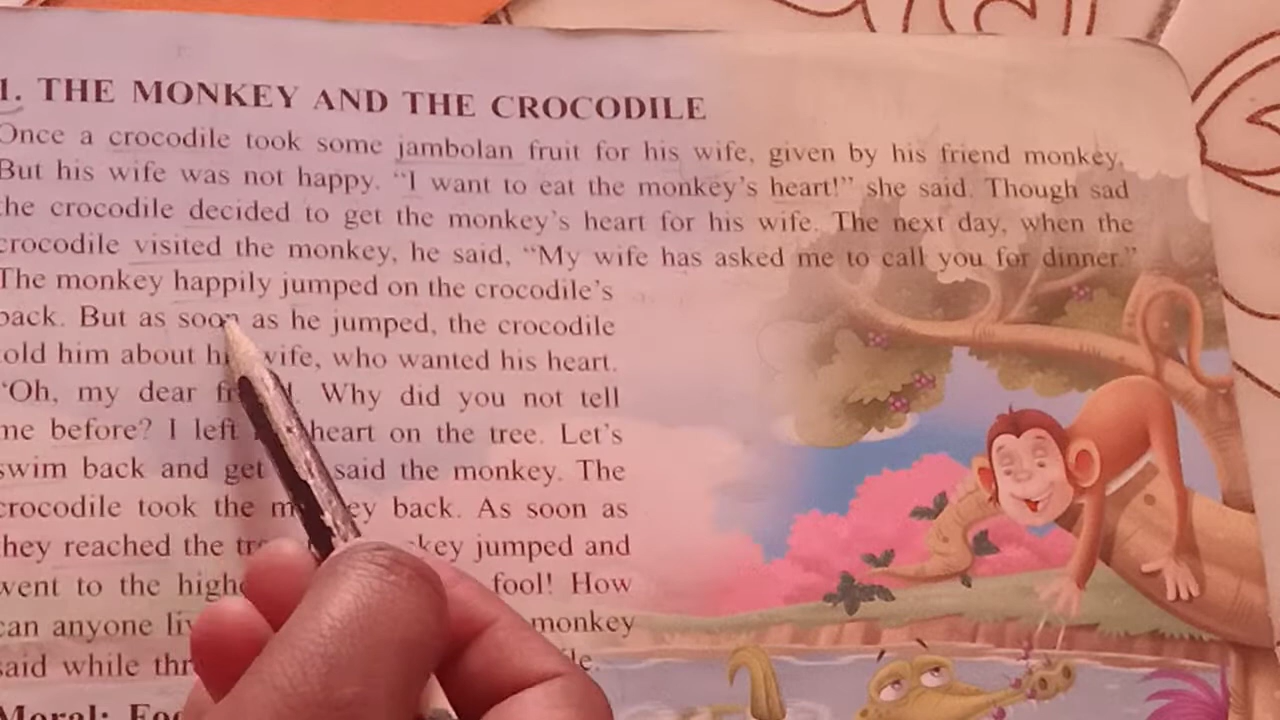 1. THE MONKEY AND THE CROCODILE
Once a crocodile took some jambolan fruit for his wife, given by his friend monkey.
But his wife was not happy. “I want to eat the monkey’s heart!” she said. Though sad
the crocodile decided to get the monkey’s heart for his wife. The next day, when the
crocodile visited the monkey, he said, “My wife has asked me to call you for dinner.”
The monkey happily jumped on the crocodile’s
back. But as soon as he jumped, the crocodile
told him about his wife, who wanted his heart.
“Oh, my dear friend. Why did you not tell
me before? I left heart on the tree. Let’s
swim back and get said the monkey. The
crocodile took the monkey back. As soon as
they reached the jumped and
went to the fool! How
can anyone monkey
said while
Moral: